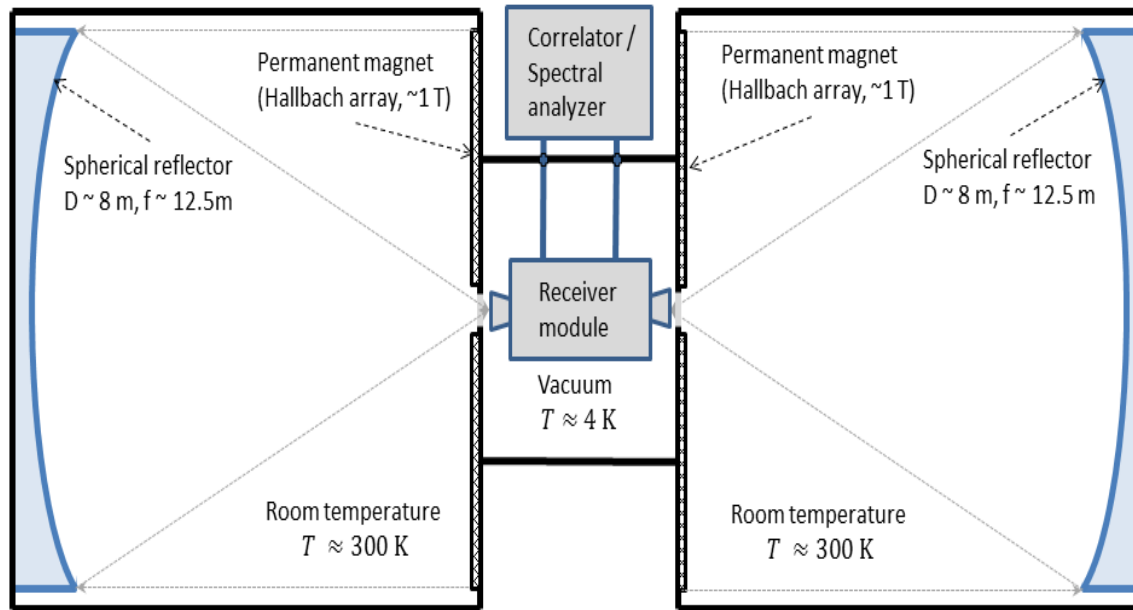 Permanent magnet
(Hallbach array, ~1 T)
Spherical reflector
D ~ 8 m, f ~ 12.5m
Correlator /
Spectral
analyzer
Permanent magnet
(Hallbach array, ~1 T)
Spherical reflector
D ~ 8 m, f ~ 12.5 m
Receiver
module
Vacuum
T ≈ 4 K
Room temperature
T ≈ 300 K
Room temperature
T ≈ 300 K